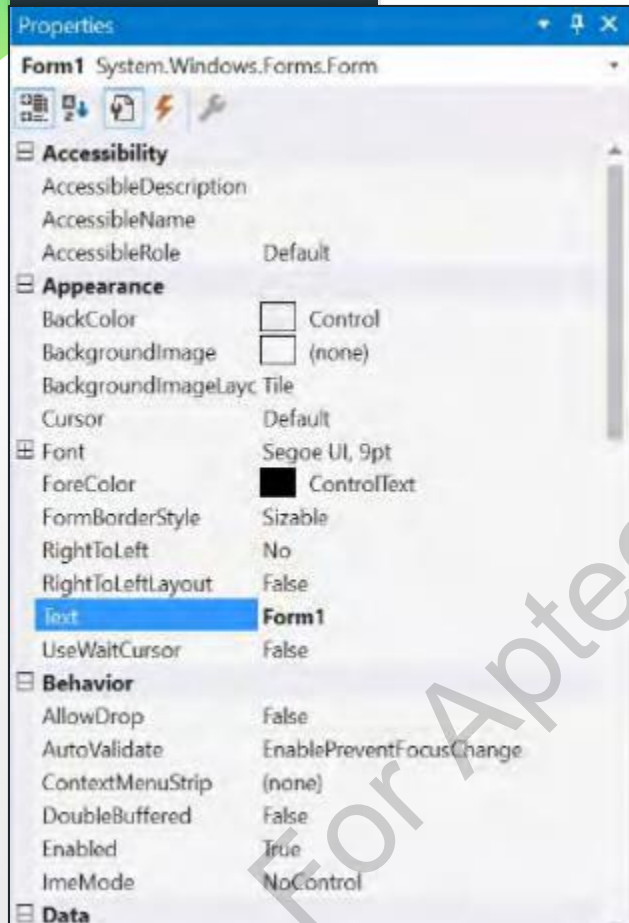 Properties
Form1 System.Windows.Forms.Form
Accessibility
AccessibleDescription
AccessibleName
AccessibleRole Default
Appearance
BackColor Control
BackgroundImage (none)
BackgroundImageLayc Tile
Cursor Default
Font Segoe UI, 9pt
ForeColor ControlText
FormBorderStyle Sizable
RightToLeft No
RightToLeftLayout False
Text Form1
UseWaitCursor False
Behavior
AllowDrop False
AutoValidate EnablePreventFocusChange
ContextMenuStrip (none)
DoubleBuffered False
Enabled True
ImeMode NoControl
Data
For Aptec